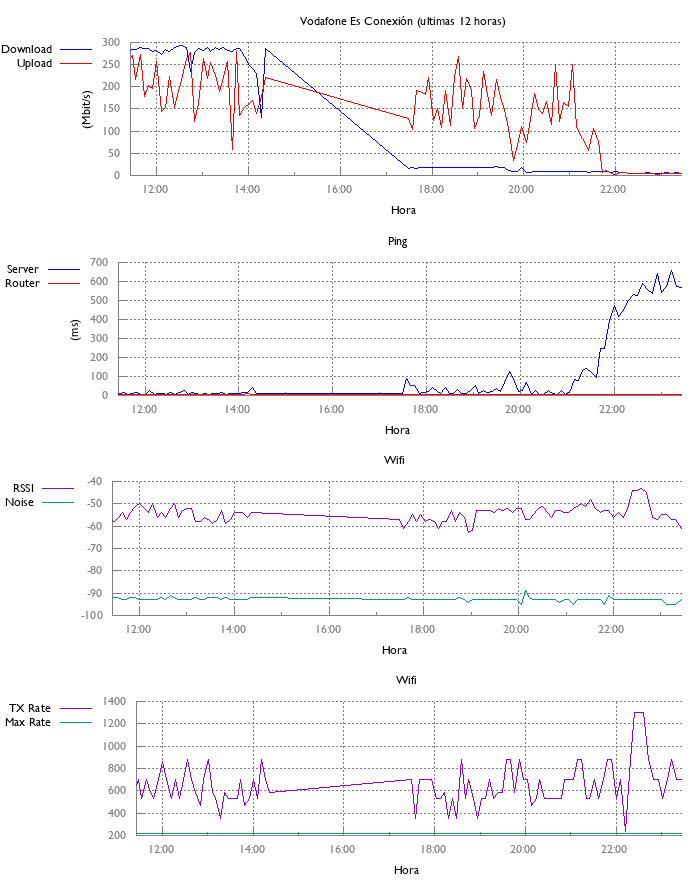 Vodafone Es Conexión (ultimas 12 horas)
Download
Upload
300
250
200
150
100
50
0
(Mbit/s)
12:00 14:00 16:00 18:00 20:00 22:00
Hora
Ping
Server
Router
700
600
500
400
300
200
100
0
(ms)
12:00 14:00 16:00 18:00 20:00 22:00
Hora
Wifi
RSSI
Noise
-40
-50
-60
-70
-80
-90
-100
12:00 14:00 16:00 18:00 20:00 22:00
Hora
Wifi
TX Rate
Max Rate
1400
1200
1000
800
600
400
200
12:00 14:00 16:00 18:00 20:00 22:00
Hora